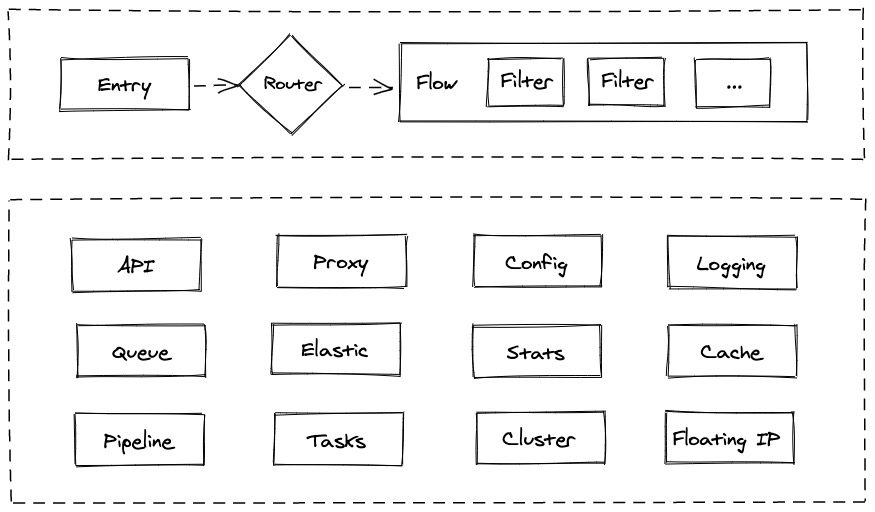 Entry
Router
Flow
Filter
Filter
...
API
Proxy
Config
Logging
Queue
Elastic
Stats
Cache
Pipeline
Tasks
Cluster
Floating IP